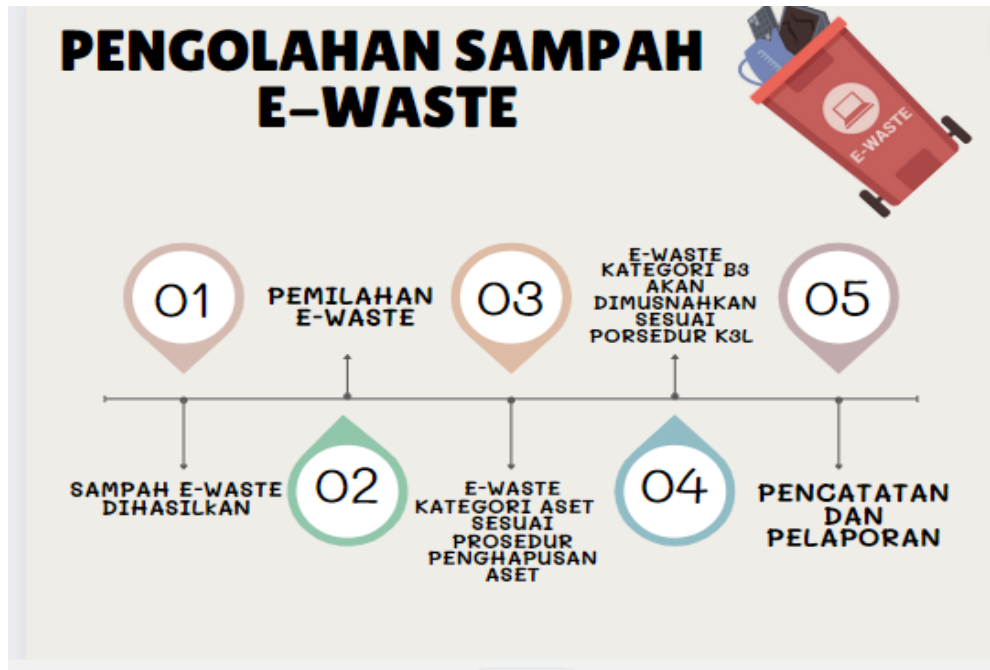 PENGOLAHAN SAMPAH
E-WASTE
E-WASTE
01
SAMPAH E-WASTE
DIHASILKAN
PEMILAHAN
E-WASTE
02
03
E-WASTE
KATEGORI ASET
SESUAI
PROSEDUR
PENGHAPUSAN
ASET
E-WASTE
KATEGORI B3
AKAN
DIMUSNAHKAN
SESUAI
PORSEDUR K3L
04
05
PENCATATAN
DAN
PELAPORAN